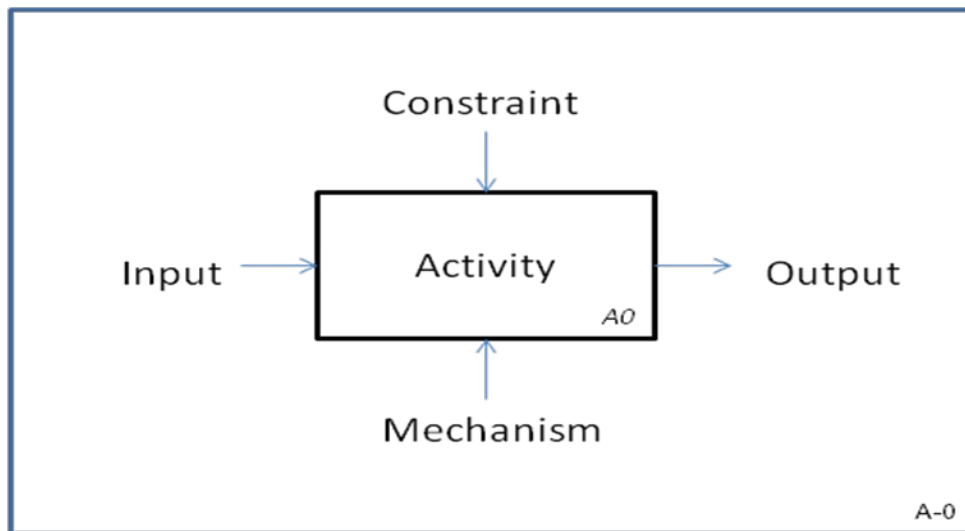 Constraint
Input
Activity
Output
A0
Mechanism
A-0